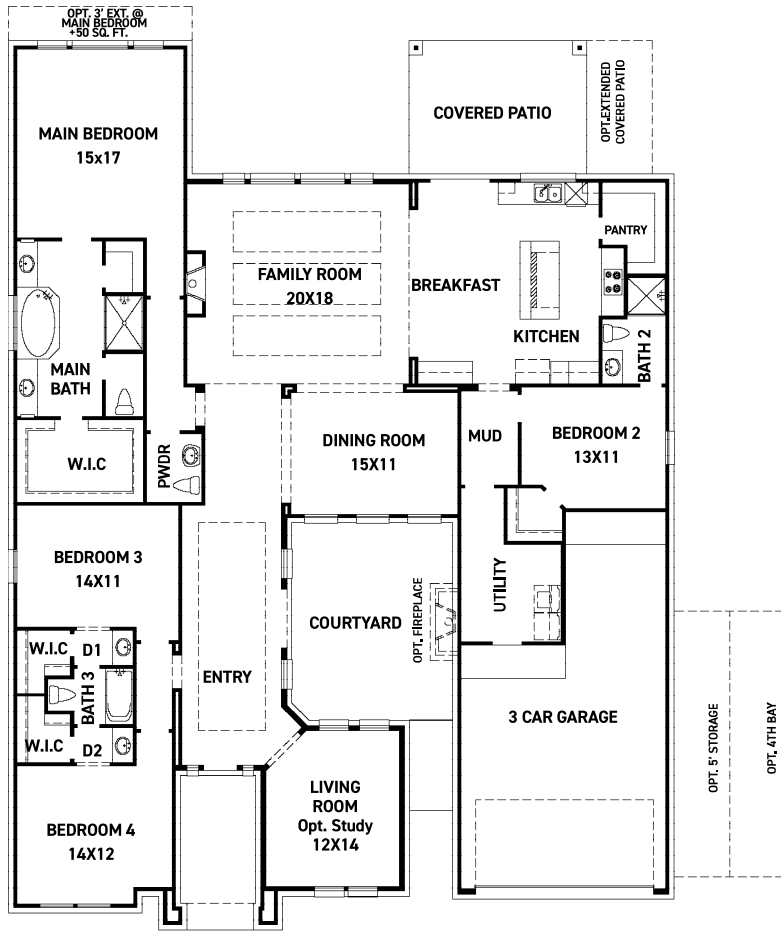 OPT. 3' EXT. @
MAIN BEDROOM
+50 SQ. FT.
MAIN BEDROOM
15x17
COVERED PATIO
OPT.EXTENDED
COVERED PATIO
FAMILY ROOM
20X18
BREAKFAST
PANTRY
KITCHEN
BATH 2
MAIN
BATH
W.I.C
PWDR
DINING ROOM
15X11
MUD
BEDROOM 2
13X11
BEDROOM 3
14X11
COURTYARD
OPT. FIREPLACE
UTILITY
W.I.C
D1
BATH 3
W.I.C
D2
ENTRY
3 CAR GARAGE
OPT. 5' STORAGE
OPT. 4TH BAY
LIVING
ROOM
Opt. Study
12X14
BEDROOM 4
14X12